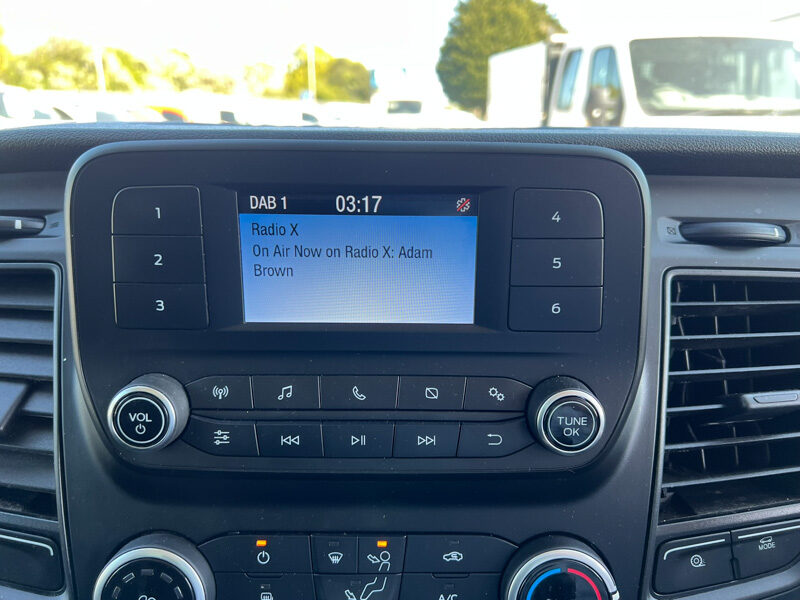 DAB 1 03:17
Radio X
On Air Now on Radio X: Adam
Brown
1
2
3
4
5
6
VOL
TUNE
OK
MODE
A/C